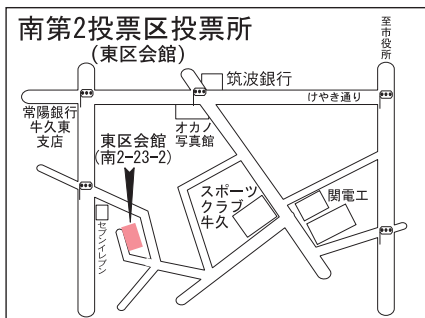 南第2投票区投票所
(東区会館)
至市役所
筑波銀行
けやき通り
常陽銀行
牛久東
支店
オカノ
写真館
東区会館
(南2-23-2)
スポーツ
クラブ
牛久
関電工
セブンイレブン